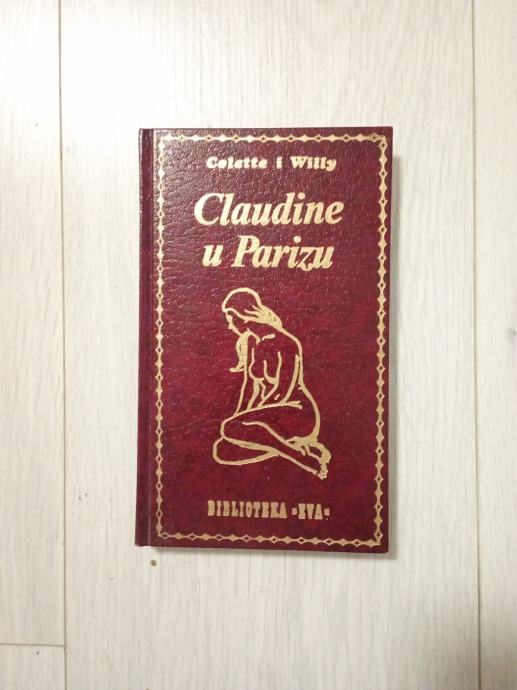 Colette i Willy
Claudine
u Parizu
BIBLIOTEKA »EVA«